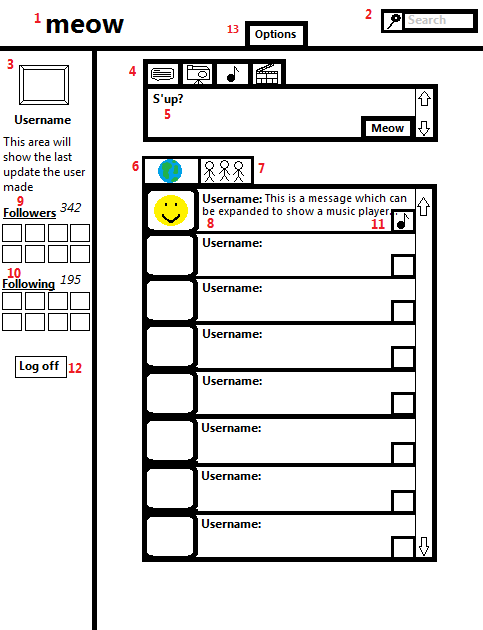 1 meow
2 Search
13 Options
3
4
Username
S'up?
5
Meow
This area will
show the last
update the user
made
6
7
9
Followers 342
Username: This is a message which can
be expanded to show a music player...
8
11
Username:
10
Following 195
Username:
Username:
Log off 12
Username:
Username:
Username:
Username: